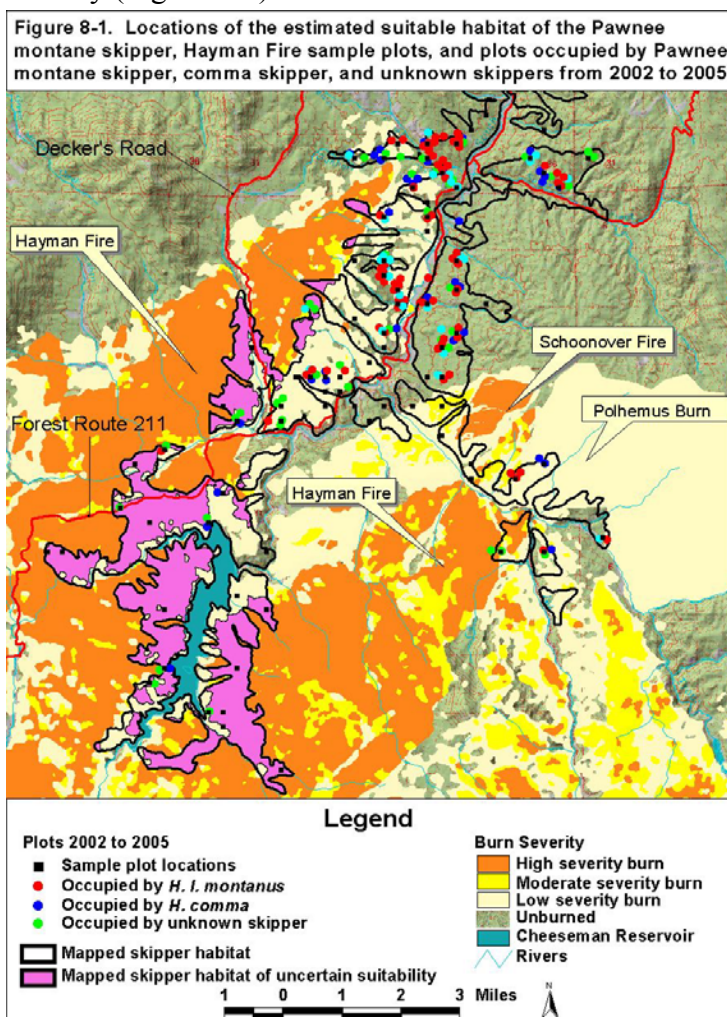 Figure 8-1. Locations of the estimated suitable habitat of the Pawnee
montane skipper, Hayman Fire sample plots, and plots occupied by Pawnee
montane skipper, comma skipper, and unknown skippers from 2002 to 2005
Decker's Road
Hayman Fire
Schoonover Fire
Polhemus Burn
Forest Route 211
Hayman Fire
Legend
Plots 2002 to 2005
Sample plot locations
Occupied by H. l. montanus
Occupied by H. comma
Occupied by unknown skipper
Mapped skipper habitat
Mapped skipper habitat of uncertain suitability
Burn Severity
High severity burn
Moderate severity burn
Low severity burn
Unburned
Cheeseman Reservoir
Rivers
1 0 1 2 3 Miles
N